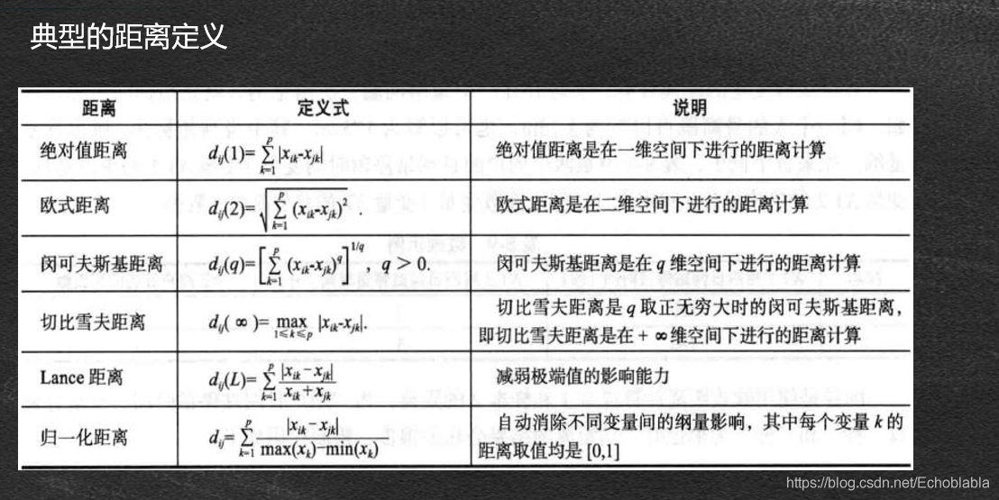 典型的距离定义
距离 定义式 说明
绝对值距离 d_{ij}(1)= \sum_{k=1}^{p} |x_{ik}-x_{jk}| 绝对值距离是在一维空间下进行的距离计算
欧式距离 d_{ij}(2)= \sqrt{\sum_{k=1}^{p} (x_{ik}-x_{jk})^2} . 欧式距离是在二维空间下进行的距离计算
闵可夫斯基距离 d_{ij}(q)= [\sum_{k=1}^{p} (x_{ik}-x_{jk})^q]^{1/q}, q > 0. 闵可夫斯基距离是在 q 维空间下进行的距离计算
切比雪夫距离 d_{ij}(∞)= \max_{1≤k≤p} |x_{ik}-x_{jk}|. 切比雪夫距离是 q 取正无穷大时的闵可夫斯基距离，
即切比雪夫距离是在 + ∞ 维空间下进行的距离计算
Lance 距离 d_{ij}(L)= \sum_{k=1}^{p} \frac{|x_{ik}-x_{jk}|}{x_{ik}+x_{jk}} 减弱极端值的影响能力
归一化距离 d_{ij}= \sum_{k=1}^{p} \frac{|x_{ik}-x_{jk}|}{max(x_k)-min(x_k)} 自动消除不同变量间的纲量影响，其中每个变量 k 的
距离取值均是 [0,1]
https://blog.csdn.net/Echoblabla